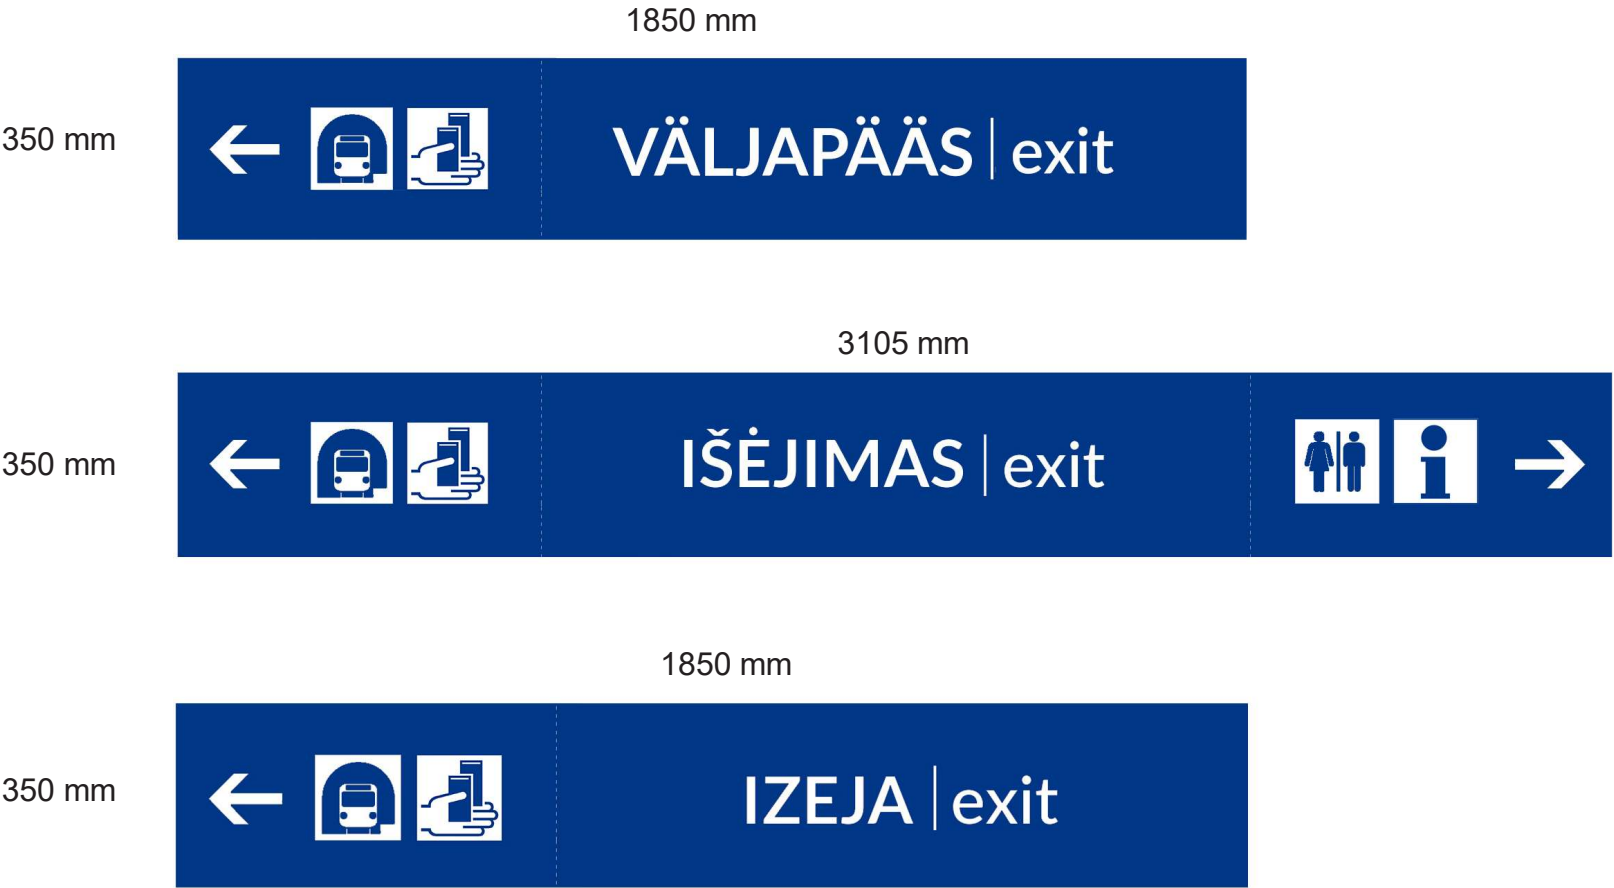 1850 mm
350 mm
VÄLJAPÄÄS | exit
3105 mm
350 mm
IŠĖJIMAS | exit
1850 mm
350 mm
IZEJA | exit